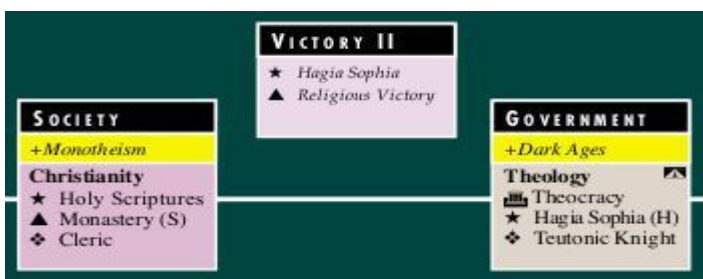 VICTORY II
★ Hagia Sophia
▲ Religious Victory
SOCIETY
+Monotheism
Christianity
★ Holy Scriptures
▲ Monastery (S)
❖ Cleric
GOVERNMENT
+Dark Ages
Theology
Theocracy
★ Hagia Sophia (H)
❖ Teutonic Knight